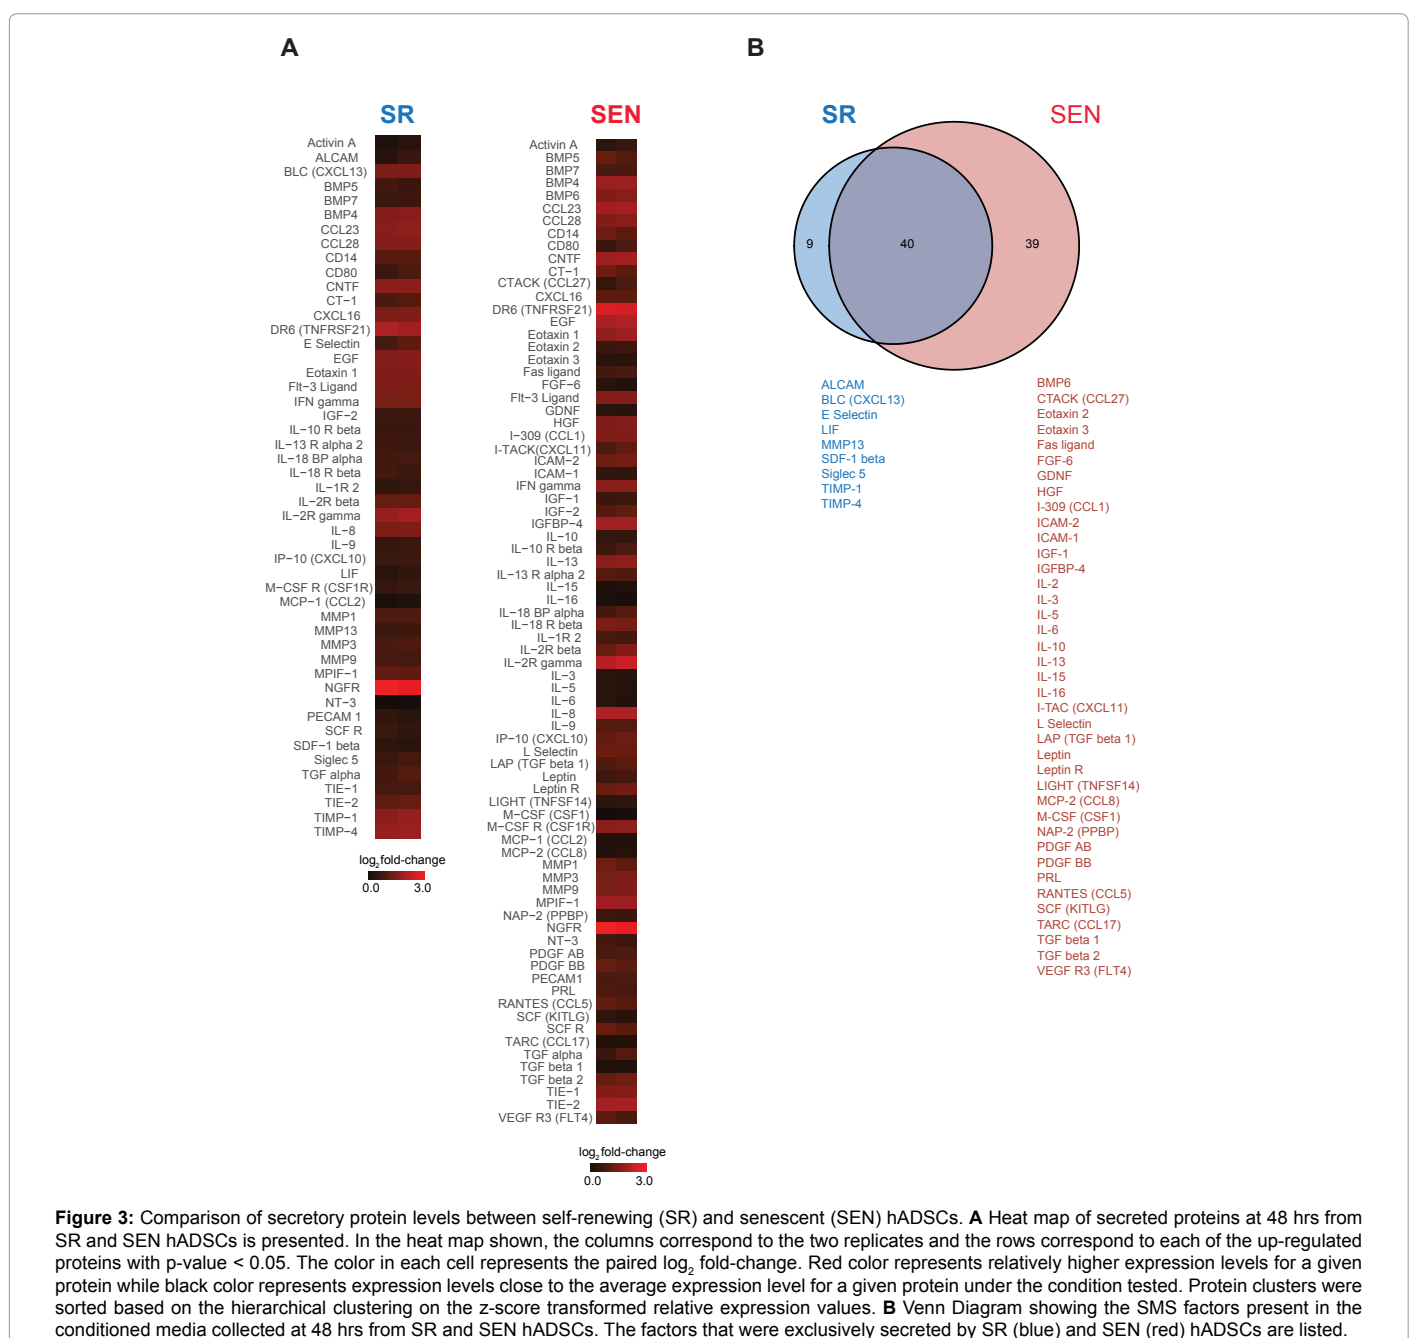 A
B
SR
Activin A
ALCAM
BLC (CXCL13)
BMP5
BMP7
BMP4
CCL23
CCL28
CD14
CD80
CNTF
CT−1
CXCL16
DR6 (TNFRSF21)
E Selectin
EGF
Eotaxin 1
Flt−3 Ligand
IFN gamma
IGF−2
IL−10 R beta
IL−13 R alpha 2
IL−18 BP alpha
IL−18 R beta
IL−1R 2
IL−2R beta
IL−2R gamma
IL−8
IL−9
IP−10 (CXCL10)
LIF
M−CSF R (CSF1R)
MCP−1 (CCL2)
MMP1
MMP13
MMP3
MMP9
MPIF−1
NGFR
NT−3
PECAM 1
SCF R
SDF−1 beta
Siglec 5
TGF alpha
TIE−1
TIE−2
TIMP−1
TIMP−4
log2 fold-change
0.0 3.0
SEN
Activin A
BMP5
BMP7
BMP4
BMP6
CCL23
CCL28
CD14
CD80
CNTF
CT−1
CTACK (CCL27)
CXCL16
DR6 (TNFRSF21)
EGF
Eotaxin 1
Eotaxin 2
Eotaxin 3
Fas ligand
FGF−6
Flt−3 Ligand
GDNF
HGF
I−309 (CCL1)
I-TACK(CXCL11)
ICAM−2
ICAM−1
IFN gamma
IGF−1
IGF−2
IGFBP−4
IL−10
IL−10 R beta
IL−13
IL−13 R alpha 2
IL−15
IL−16
IL−18 BP alpha
IL−18 R beta
IL−1R 2
IL−2R beta
IL−2R gamma
IL−3
IL−5
IL−6
IL−8
IL−9
IP−10 (CXCL10)
L Selectin
LAP (TGF beta 1)
Leptin
Leptin R
LIGHT (TNFSF14)
M−CSF (CSF1)
M−CSF R (CSF1R)
MCP−1 (CCL2)
MCP−2 (CCL8)
MMP1
MMP3
MMP9
MPIF−1
NAP−2 (PPBP)
NGFR
NT−3
PDGF AB
PDGF BB
PECAM1
PRL
RANTES (CCL5)
SCF (KITLG)
SCF R
TARC (CCL17)
TGF alpha
TGF beta 1
TGF beta 2
TIE−1
TIE−2
VEGF R3 (FLT4)
log2 fold-change
0.0 3.0
SR SEN
9 40 39
ALCAM
BLC (CXCL13)
E Selectin
LIF
MMP13
SDF-1 beta
Siglec 5
TIMP-1
TIMP-4
BMP6
CTACK (CCL27)
Eotaxin 2
Eotaxin 3
Fas ligand
FGF-6
GDNF
HGF
I-309 (CCL1)
ICAM-2
ICAM-1
IGF-1
IGFBP-4
IL-2
IL-3
IL-5
IL-6
IL-10
IL-13
IL-15
IL-16
I-TAC (CXCL11)
L Selectin
LAP (TGF beta 1)
Leptin
Leptin R
LIGHT (TNFSF14)
MCP-2 (CCL8)
M-CSF (CSF1)
NAP-2 (PPBP)
PDGF AB
PDGF BB
PRL
RANTES (CCL5)
SCF (KITLG)
TARC (CCL17)
TGF beta 1
TGF beta 2
VEGF R3 (FLT4)
Figure 3: Comparison of secretory protein levels between self-renewing (SR) and senescent (SEN) hADSCs. A Heat map of secreted proteins at 48 hrs from
SR and SEN hADSCs is presented. In the heat map shown, the columns correspond to the two replicates and the rows correspond to each of the up-regulated
proteins with p-value < 0.05. The color in each cell represents the paired log2 fold-change. Red color represents relatively higher expression levels for a given
protein while black color represents expression levels close to the average expression level for a given protein under the condition tested. Protein clusters were
sorted based on the hierarchical clustering on the z-score transformed relative expression values. B Venn Diagram showing the SMS factors present in the
conditioned media collected at 48 hrs from SR and SEN hADSCs. The factors that were exclusively secreted by SR (blue) and SEN (red) hADSCs are listed.